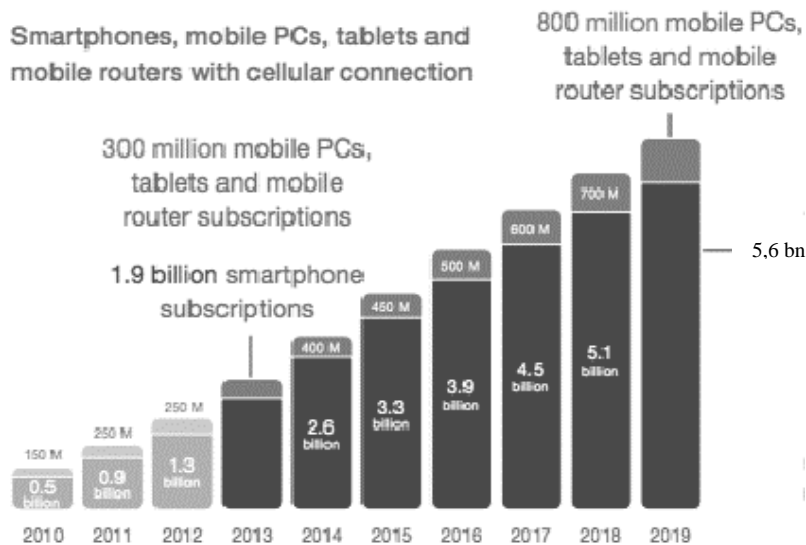 Smartphones, mobile PCs, tablets and
mobile routers with cellular connection
800 million mobile PCs,
tablets and mobile
router subscriptions
300 million mobile PCs,
tablets and mobile
router subscriptions
1.9 billion smartphone
subscriptions
5,6 bn
150 M
0.5
billion
250 M
0.9
billion
250 M
1.3
billion
400 M
2.6
billion
450 M
3.3
billion
500 M
3.9
billion
600 M
4.5
billion
700 M
5.1
billion
2010 2011 2012 2013 2014 2015 2016 2017 2018 2019